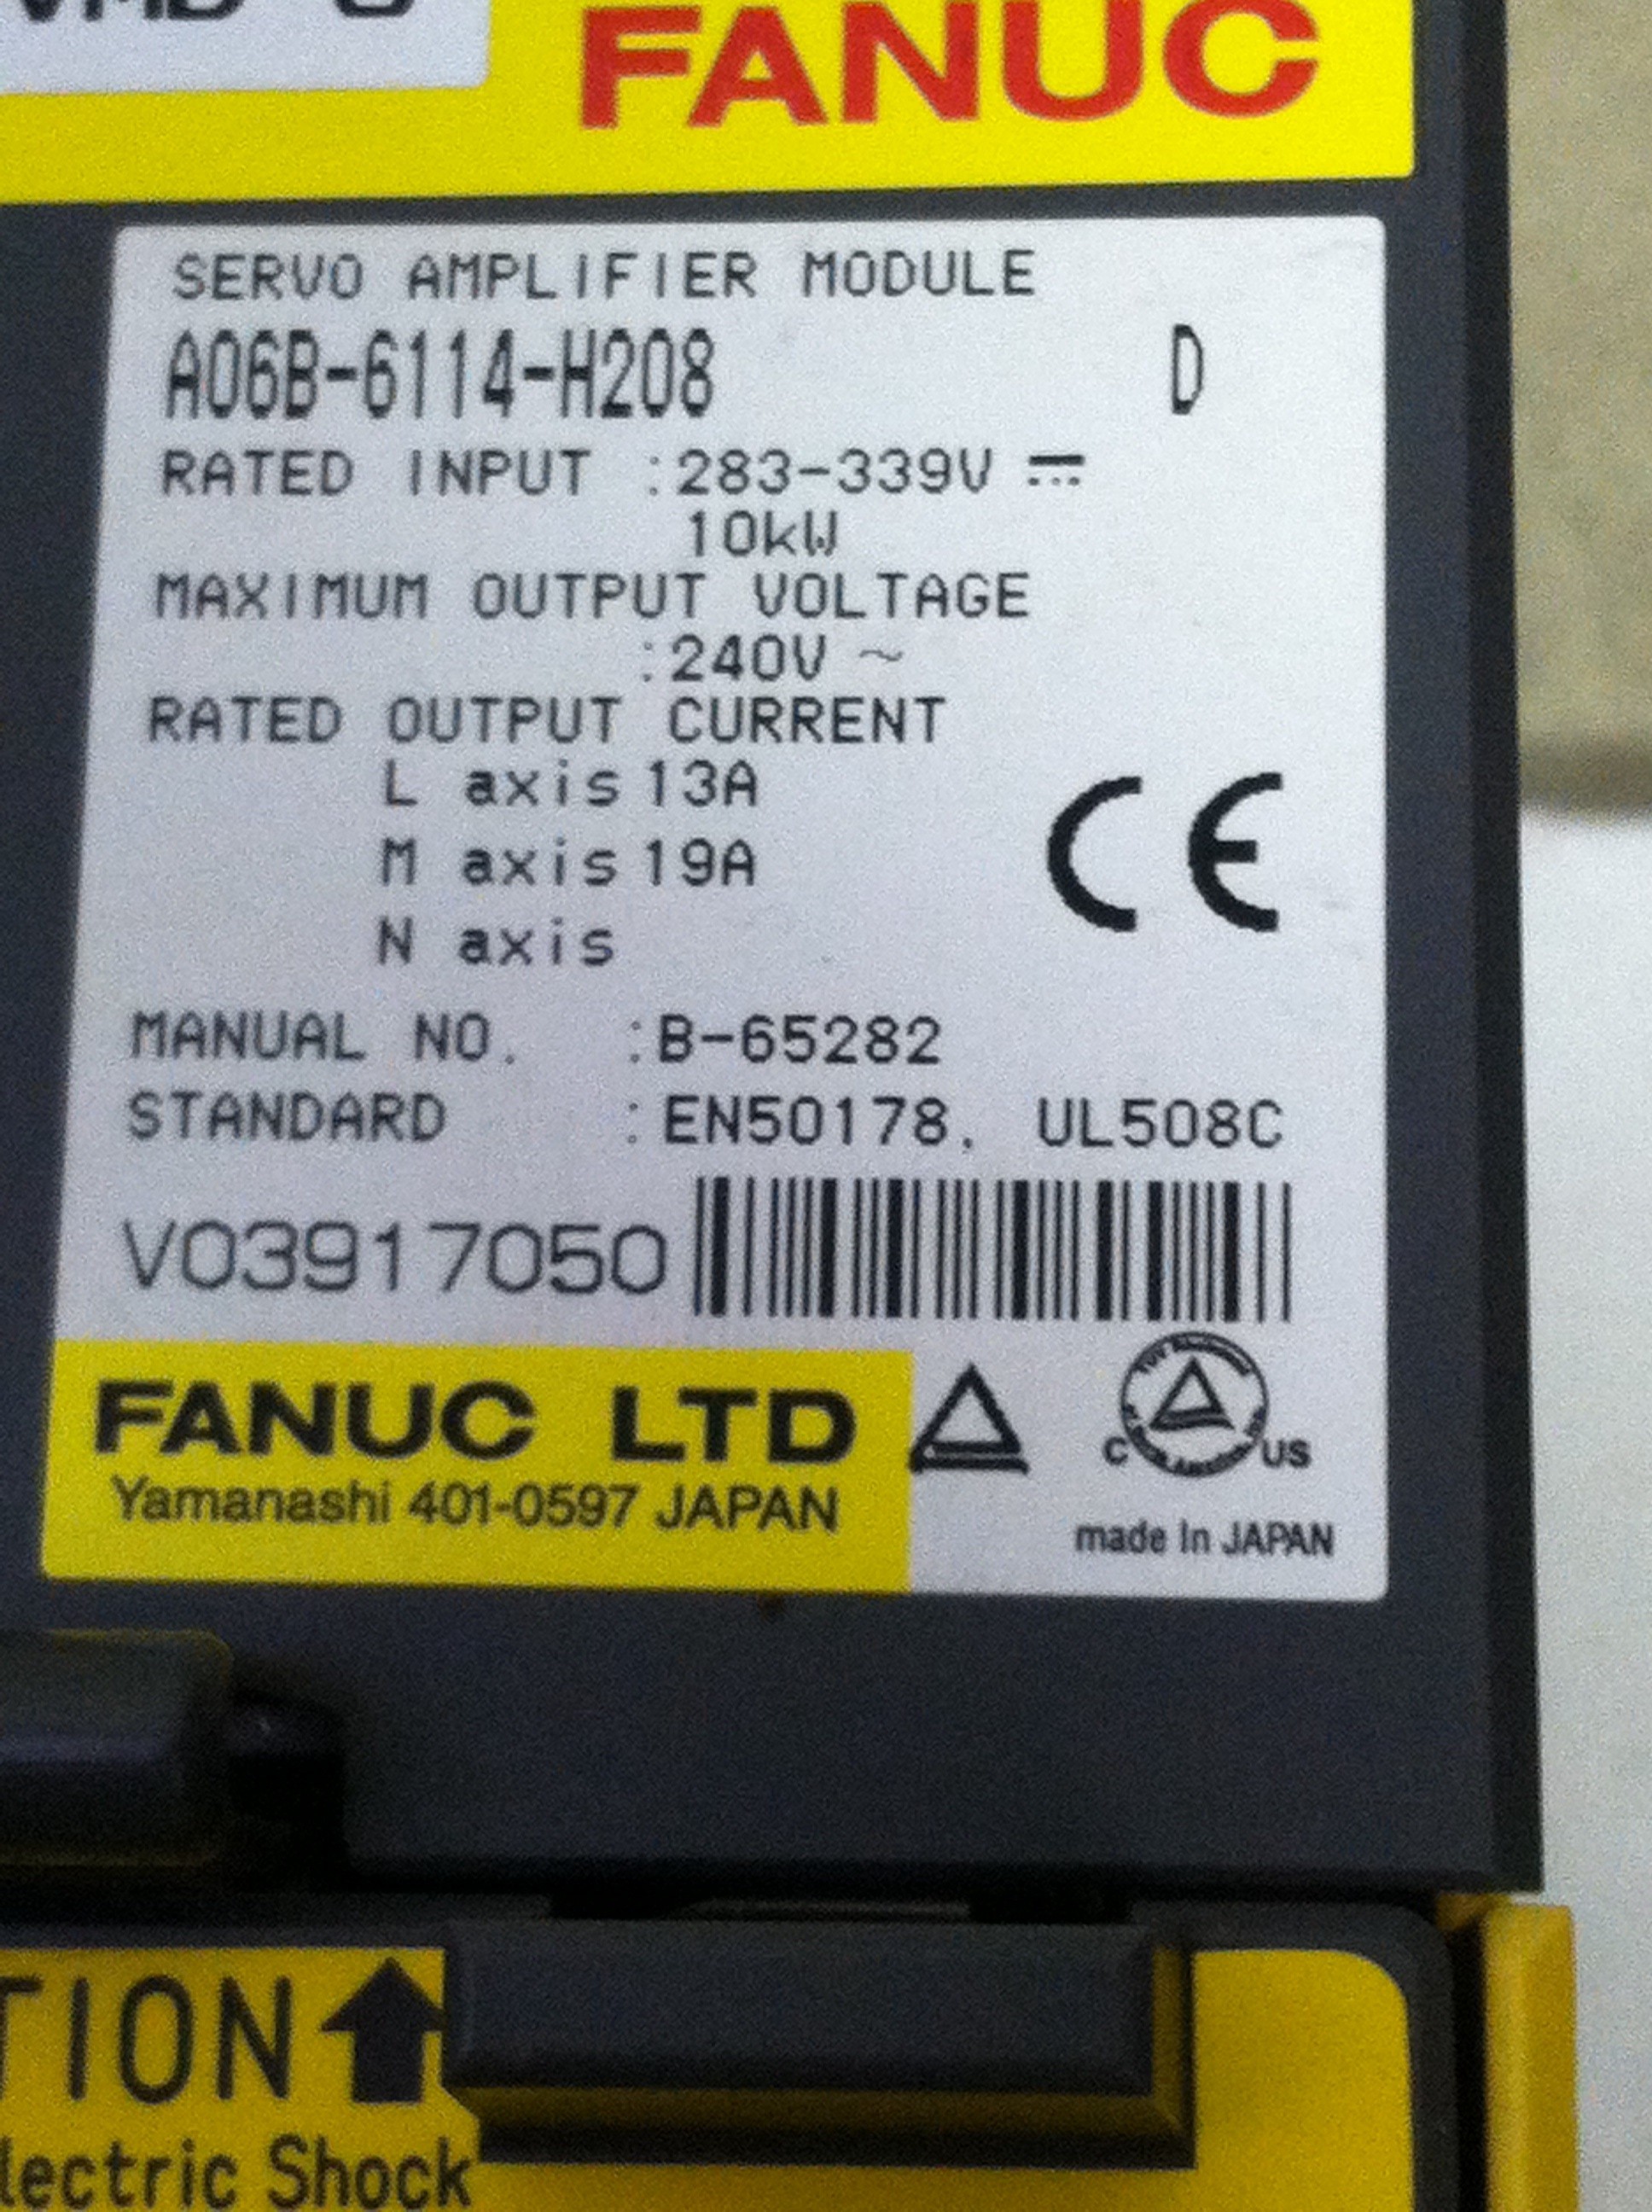 FANUC
SERVO AMPLIFIER MODULE
A06B-6114-H208 D
RATED INPUT :283-339V
10kW
MAXIMUM OUTPUT VOLTAGE
:240V ~
RATED OUTPUT CURRENT
L axis 13A
M axis 19A
N axis
CE
MANUAL NO. :B-65282
STANDARD :EN50178, UL508C
V03917050
FANUC LTD
Yamanashi 401-0597 JAPAN
C US
made In JAPAN
TION
lectric Shock